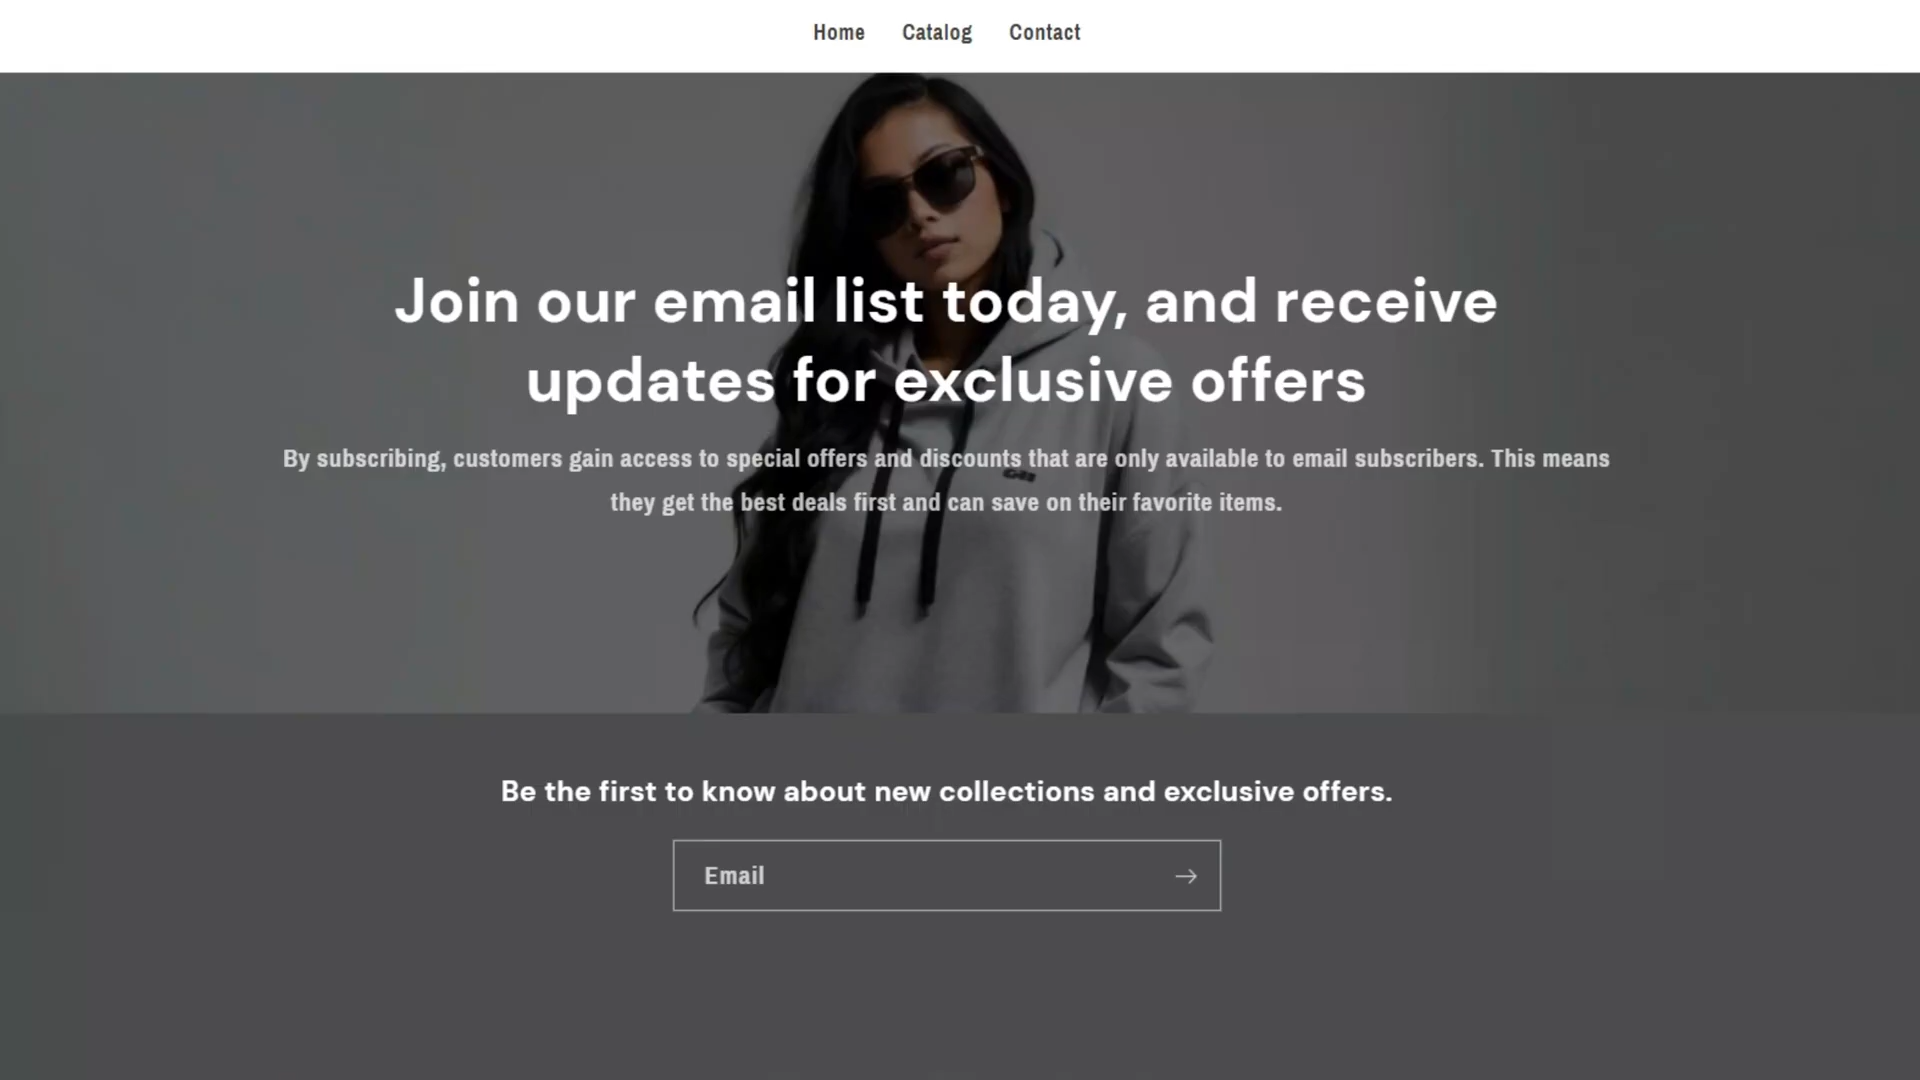 Home Catalog Contact
Join our email list today, and receive
updates for exclusive offers
By subscribing, customers gain access to special offers and discounts that are only available to email subscribers. This means
they get the best deals first and can save on their favorite items.
Be the first to know about new collections and exclusive offers.
Email